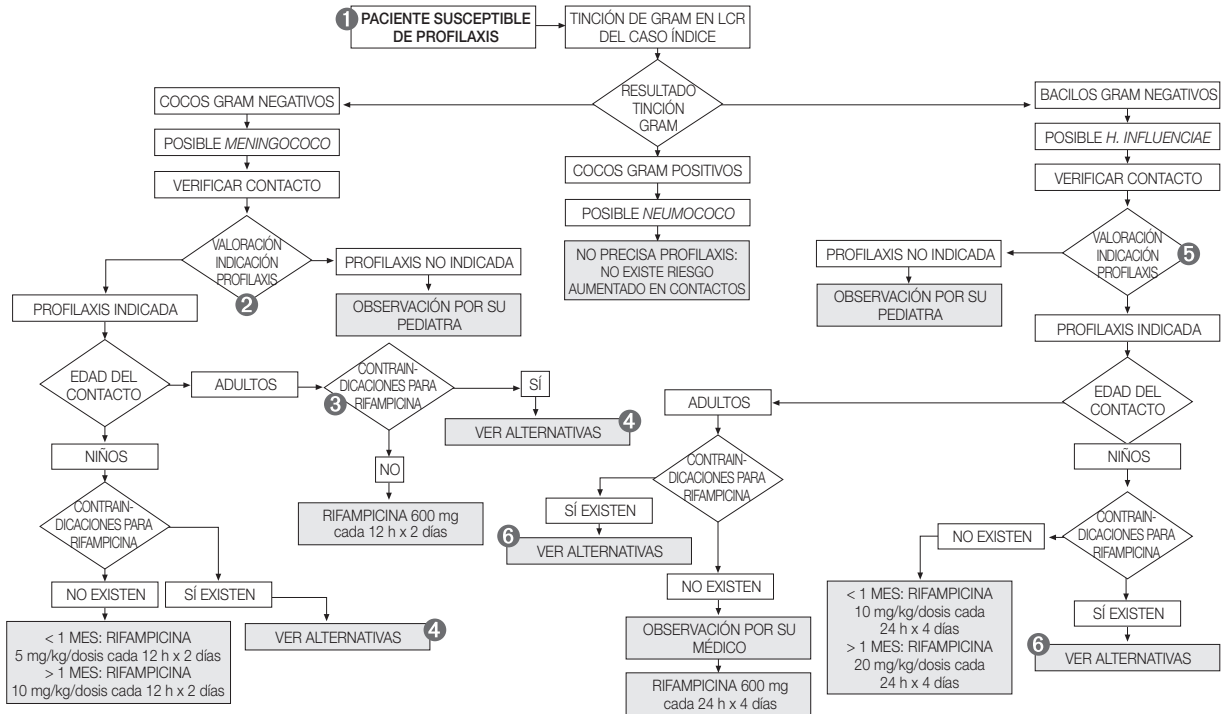 1 PACIENTE SUSCEPTIBLE
DE PROFILAXIS
TINCIÓN DE GRAM EN LCR
DEL CASO ÍNDICE
RESULTADO
TINCIÓN
GRAM
COCOS GRAM NEGATIVOS
POSIBLE MENINGOCOCO
VERIFICAR CONTACTO
VALORACIÓN
INDICACIÓN
PROFILAXIS
2
PROFILAXIS NO INDICADA
OBSERVACIÓN POR SU
PEDIATRA
PROFILAXIS INDICADA
EDAD DEL
CONTACTO
ADULTOS
CONTRAIN-
DICACIONES PARA
3 RIFAMPICINA
SÍ
VER ALTERNATIVAS 4
NO
RIFAMPICINA 600 mg
cada 12 h x 2 días
NIÑOS
CONTRAIN-
DICACIONES PARA
RIFAMPICINA
NO EXISTEN
SÍ EXISTEN
< 1 MES: RIFAMPICINA
5 mg/kg/dosis cada 12 h x 2 días
> 1 MES: RIFAMPICINA
10 mg/kg/dosis cada 12 h x 2 días
VER ALTERNATIVAS 4
COCOS GRAM POSITIVOS
POSIBLE NEUMOCOCO
NO PRECISA PROFILAXIS:
NO EXISTE RIESGO
AUMENTADO EN CONTACTOS
BACILOS GRAM NEGATIVOS
POSIBLE H. INFLUENCIAE
VERIFICAR CONTACTO
VALORACIÓN
INDICACIÓN
PROFILAXIS
5
PROFILAXIS NO INDICADA
OBSERVACIÓN POR SU
PEDIATRA
PROFILAXIS INDICADA
EDAD DEL
CONTACTO
ADULTOS
CONTRAIN-
DICACIONES PARA
RIFAMPICINA
SÍ EXISTEN
6 VER ALTERNATIVAS
NO EXISTEN
OBSERVACIÓN POR SU
MÉDICO
RIFAMPICINA 600 mg
cada 24 h x 4 días
NIÑOS
CONTRAIN-
DICACIONES PARA
RIFAMPICINA
NO EXISTEN
< 1 MES: RIFAMPICINA
10 mg/kg/dosis cada
24 h x 4 días
> 1 MES: RIFAMPICINA
20 mg/kg/dosis cada
24 h x 4 días
SÍ EXISTEN
6 VER ALTERNATIVAS